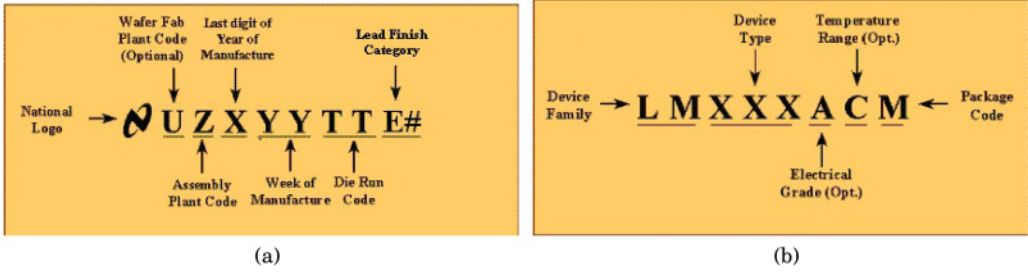 Wafer Fab
Plant Code
(Optional)
Last digit of
Year of
Manufacture
Lead Finish
Category
National
Logo
U Z X Y Y T T E#
Assembly
Plant Code
Week of
Manufacture
Die Run
Code
(a)
Device
Type
Temperature
Range (Opt.)
Device
Family
L M X X X A C M
Package
Code
Electrical
Grade (Opt.)
(b)